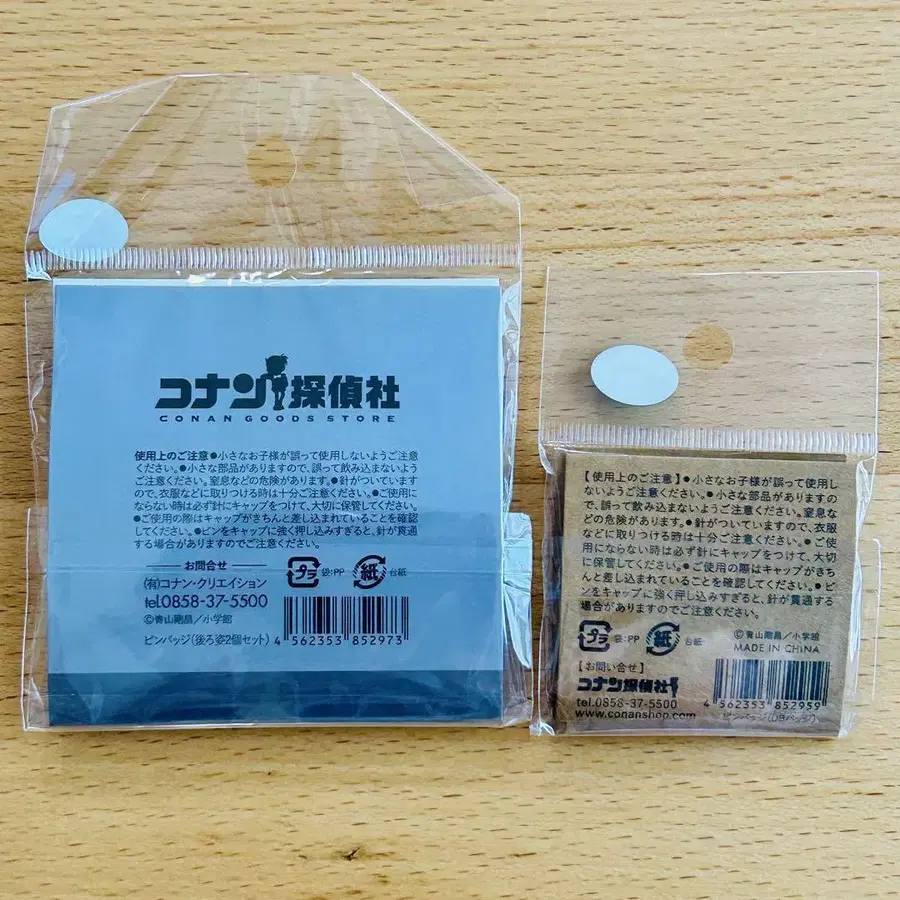 コナン探偵社
CONAN GOODS STORE
使用上のご注意 ●小さなお子様が誤って使用しないようご注意
ください。●小さな部品がありますので、誤って飲み込まないよう
ご注意ください。窒息などの危険があります。●針がついています
ので、衣服などに取りつける時は十分ご注意ください。●ご使用に
ならない時は必ず針にキャップをつけて、大切に保管してください。
●ご使用の際はキャップがきちんと差し込まれていることを確認
してください。●ピンをキャップに強く押し込みすぎると、針が貫通
する場合がありますのでご注意ください。
お問合せ
(有)コナン・クリエイション
tel.0858-37-5500
©青山剛昌/小学館
プラ 袋:PP 紙 台紙
ピンバッジ(後ろ姿2個セット)
4 562353 852973
【使用上のご注意】●小さなお子様が誤って使用し
ないようご注意ください。●小さな部品がありますの
で、誤って飲み込まないようご注意ください。窒息な
どの危険があります。●針がついていますので、衣服
などに取りつける時は十分ご注意ください。●ご使
用にならない時は必ず針にキャップをつけて、大切
に保管してください。●ご使用の際はキャップがきち
んと差し込まれていることを確認してください。●ピ
ンをキャップに強く押し込みすぎると、針が貫通する
場合がありますのでご注意ください。
プラ 袋:PP 紙 台紙
©青山剛昌/小学館
MADE IN CHINA
【お問い合せ】
コナン探偵社
tel.0858-37-5500
www.conanshop.com
4 562353 852959
ピンバッジ